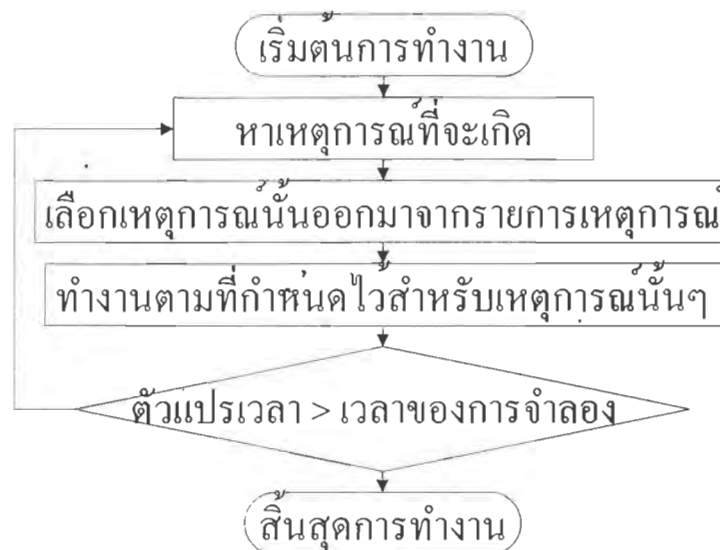 เริ่มต้นการทำงาน
หาเหตุการณ์ที่จะเกิด
เลือกเหตุการณ์นั้นออกมาจากรายการเหตุการณ์
ทำงานตามที่กำหนดไว้สำหรับเหตุการณ์นั้นๆ
ตัวแปรเวลา > เวลาของการจำลอง
สิ้นสุดการทำงาน